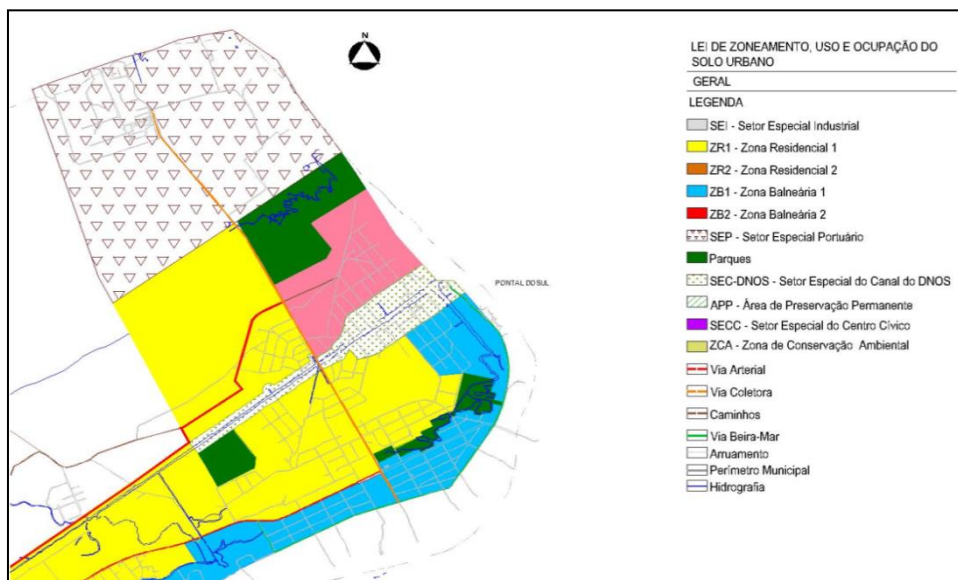 N
LEI DE ZONEAMENTO, USO E OCUPAÇÃO DO
SOLO URBANO
GERAL
LEGENDA
SEI - Setor Especial Industrial
ZR1 - Zona Residencial 1
ZR2 - Zona Residencial 2
ZB1 - Zona Balneária 1
ZB2 - Zona Balneária 2
SEP - Setor Especial Portuário
Parques
SEC-DNOS - Setor Especial do Canal do DNOS
APP - Área de Preservação Permanente
SECC - Setor Especial do Centro Cívico
ZCA - Zona de Conservação Ambiental
Via Arterial
Via Coletora
Caminhos
Via Beira-Mar
Arruamento
Perímetro Municipal
Hidrografia
PONTAL DO SUL